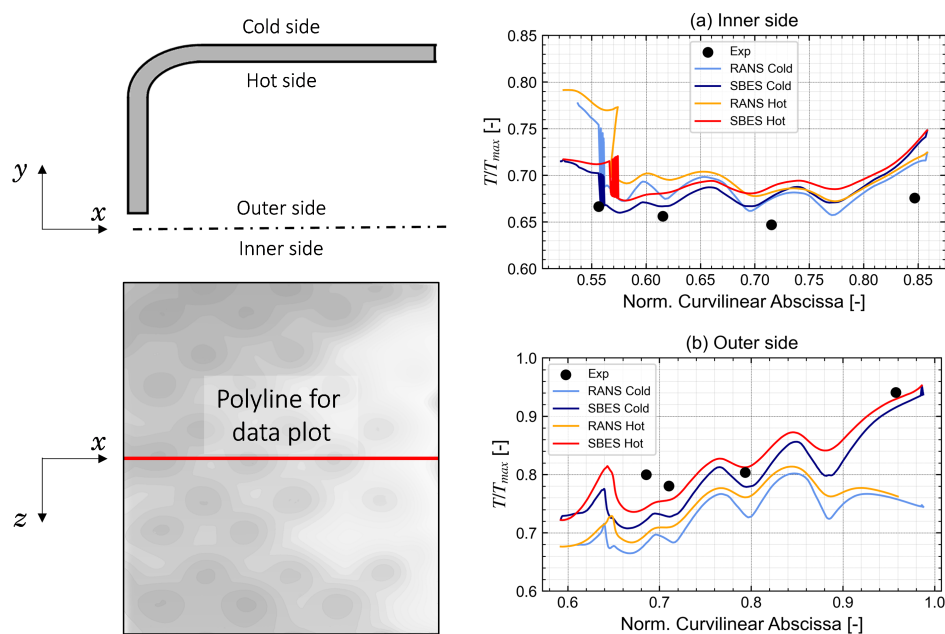 Cold side
Hot side
y
x
Outer side
Inner side
Polyline for
data plot
x
z
(a) Inner side
0.85
0.80
0.75
0.70
0.65
0.60
T/Tmax [-]
Exp
RANS Cold
SBES Cold
RANS Hot
SBES Hot
0.55 0.60 0.65 0.70 0.75 0.80 0.85
Norm. Curvilinear Abscissa [-]
(b) Outer side
1.0
0.9
0.8
0.7
0.6
T/Tmax [-]
Exp
RANS Cold
SBES Cold
RANS Hot
SBES Hot
0.6 0.7 0.8 0.9 1.0
Norm. Curvilinear Abscissa [-]